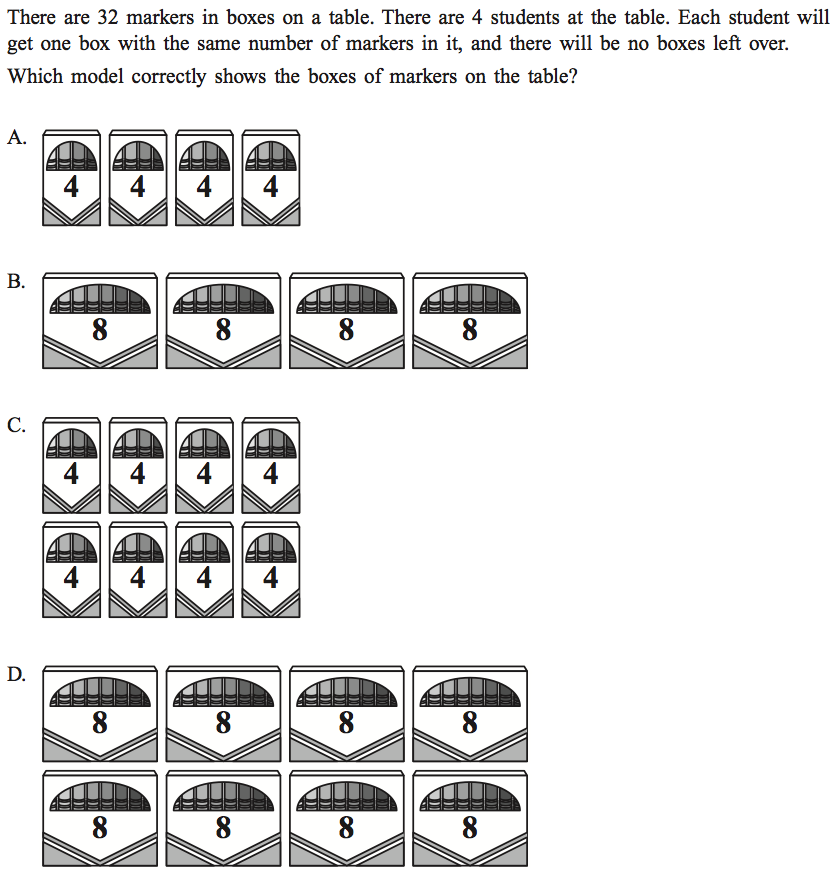 There are 32 markers in boxes on a table. There are 4 students at the table. Each student will
get one box with the same number of markers in it, and there will be no boxes left over.
Which model correctly shows the boxes of markers on the table?
A.
4 4 4 4
B.
8 8 8 8
C.
4 4 4 4
4 4 4 4
D.
8 8 8 8
8 8 8 8